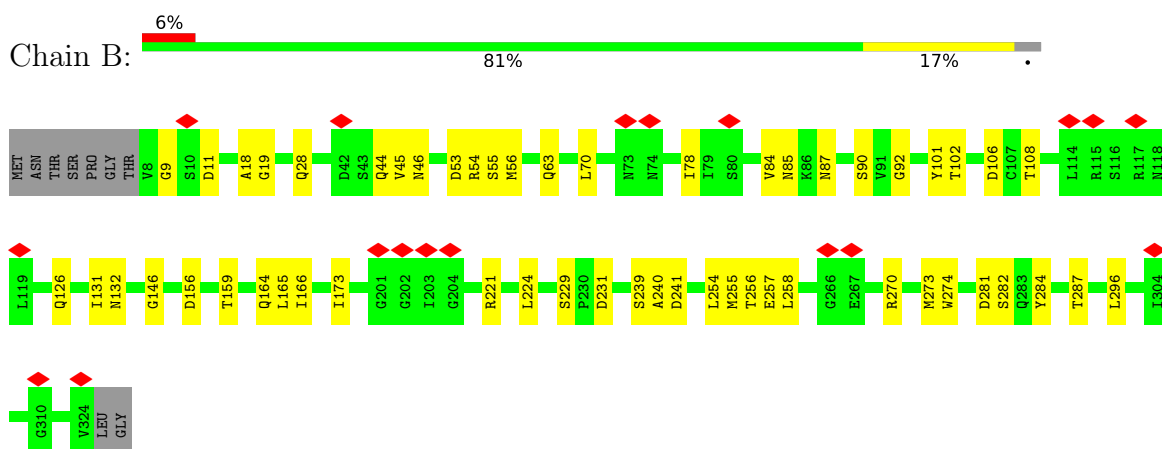 6%
Chain B:
81% 17% •
MET ASN THR SER PRO GLY THR V8 G9 S10 D11 A18 G19 Q28 D42 S43 Q44 V45 N46 D53 R54 S55 M56 Q63 L70 N73 N74 I78 I79 S80 V84 N85 K86 N87 S90 V91 G92 Y101 T102 D106 C107 T108 L114 R115 S116 R117 N118
L119 Q126 I131 N132 G146 D156 T159 Q164 L165 I166 I173 G201 G202 I203 G204 R221 L224 S229 P230 D231 S239 A240 D241 L254 M255 T256 E257 L258 G266 E267 R270 M273 W274 D281 S282 Q283 Y284 T287 L296 I304
G310 V324 LEU GLY